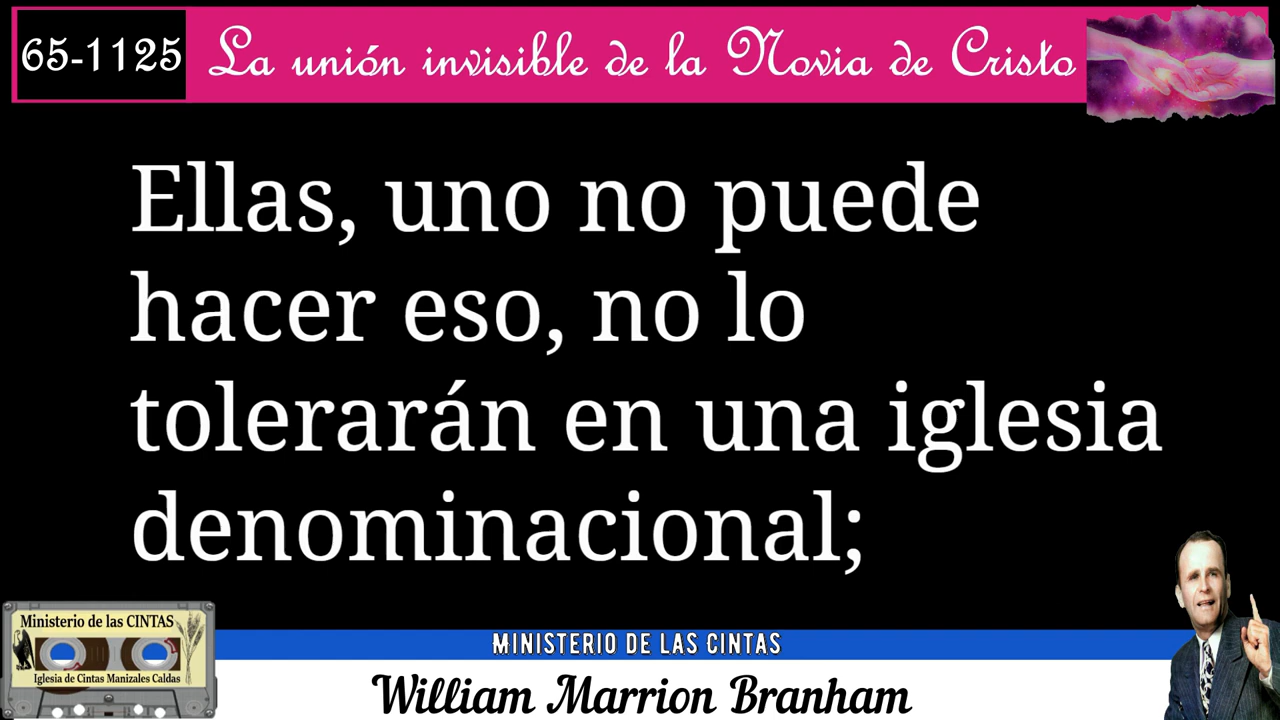 65-1125 La unión invisible de la Novia de Cristo
Ellas, uno no puede
hacer eso, no lo
tolerarán en una iglesia
denominacional;
Ministerio de las CINTAS
Iglesia de Cintas Manizales Caldas
MINISTERIO DE LAS CINTAS
William Marrion Branham